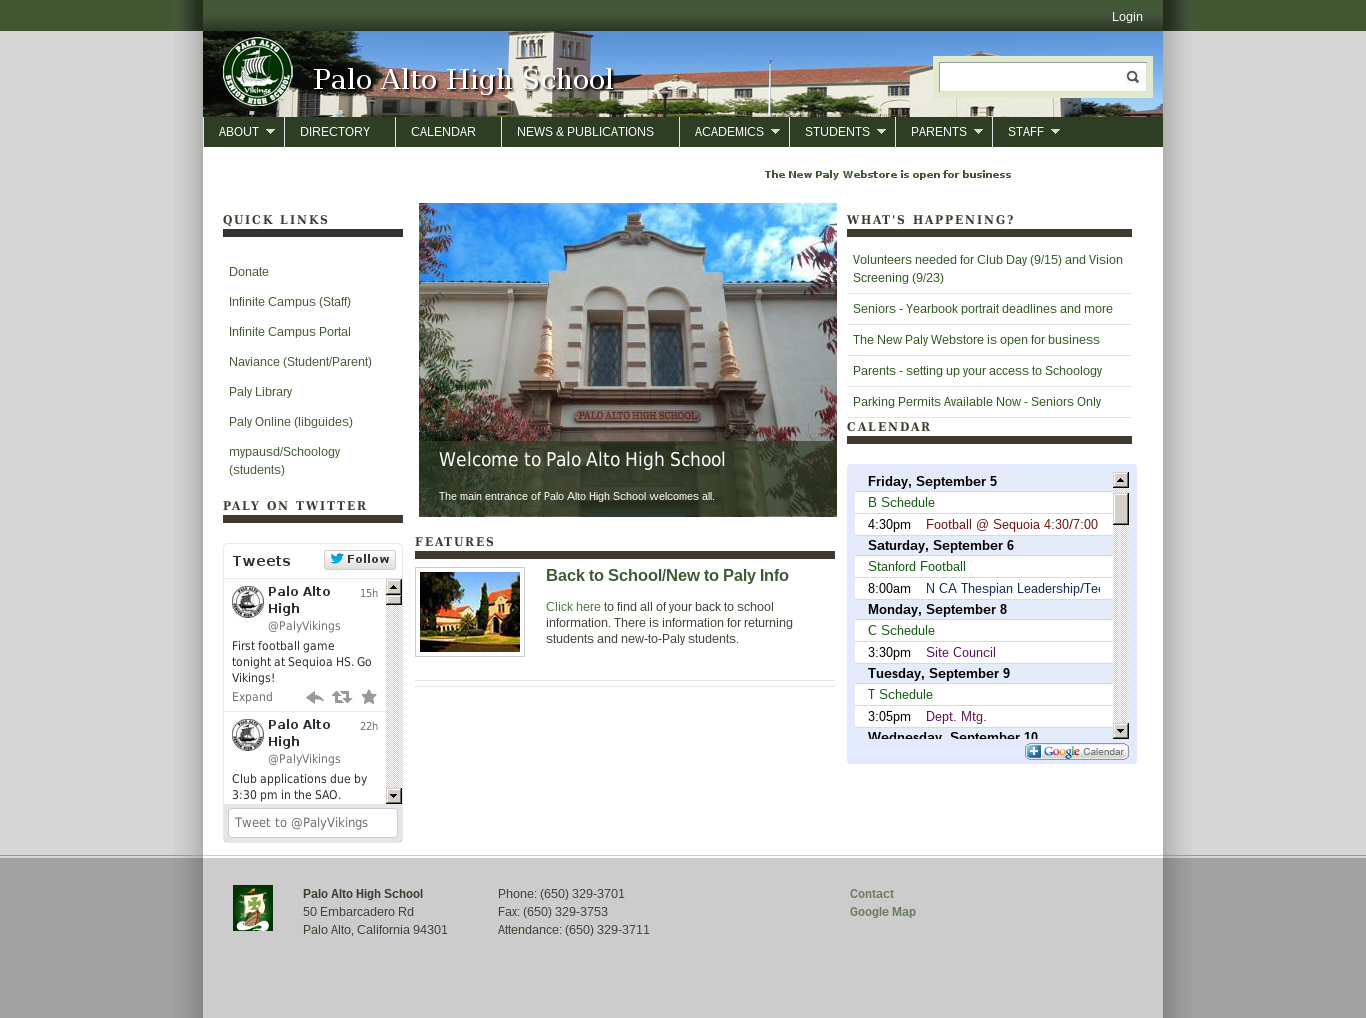 Login
PALO ALTO
Vikings
SENIOR HIGH SCHOOL
Palo Alto High School
ABOUT
DIRECTORY
CALENDAR
NEWS & PUBLICATIONS
ACADEMICS
STUDENTS
PARENTS
STAFF
The New Paly Webstore is open for business
QUICK LINKS
Donate
Infinite Campus (Staff)
Infinite Campus Portal
Naviance (Student/Parent)
Paly Library
Paly Online (libguides)
mypausd/Schoology
(students)
PALY ON TWITTER
Tweets
Follow
Palo Alto
High
15h
@PalyVikings
First football game
tonight at Sequioa HS. Go
Vikings!
Expand
Palo Alto
High
22h
@PalyVikings
Club applications due by
3:30 pm in the SAO.
Tweet to @PalyVikings
PALO ALTO HIGH SCHOOL
Welcome to Palo Alto High School
The main entrance of Palo Alto High School welcomes all.
FEATURES
Back to School/New to Paly Info
Click here to find all of your back to school
information. There is information for returning
students and new-to-Paly students.
WHAT'S HAPPENING?
Volunteers needed for Club Day (9/15) and Vision
Screening (9/23)
Seniors - Yearbook portrait deadlines and more
The New Paly Webstore is open for business
Parents - setting up your access to Schoology
Parking Permits Available Now - Seniors Only
CALENDAR
Friday, September 5
B Schedule
4:30pm Football @ Sequoia 4:30/7:00
Saturday, September 6
Stanford Football
8:00am N CA Thespian Leadership/Tec
Monday, September 8
C Schedule
3:30pm Site Council
Tuesday, September 9
T Schedule
3:05pm Dept. Mtg.
Wednesday, September 10
Google Calendar
Palo Alto High School
50 Embarcadero Rd
Palo Alto, California 94301
Phone: (650) 329-3701
Fax: (650) 329-3753
Attendance: (650) 329-3711
Contact
Google Map